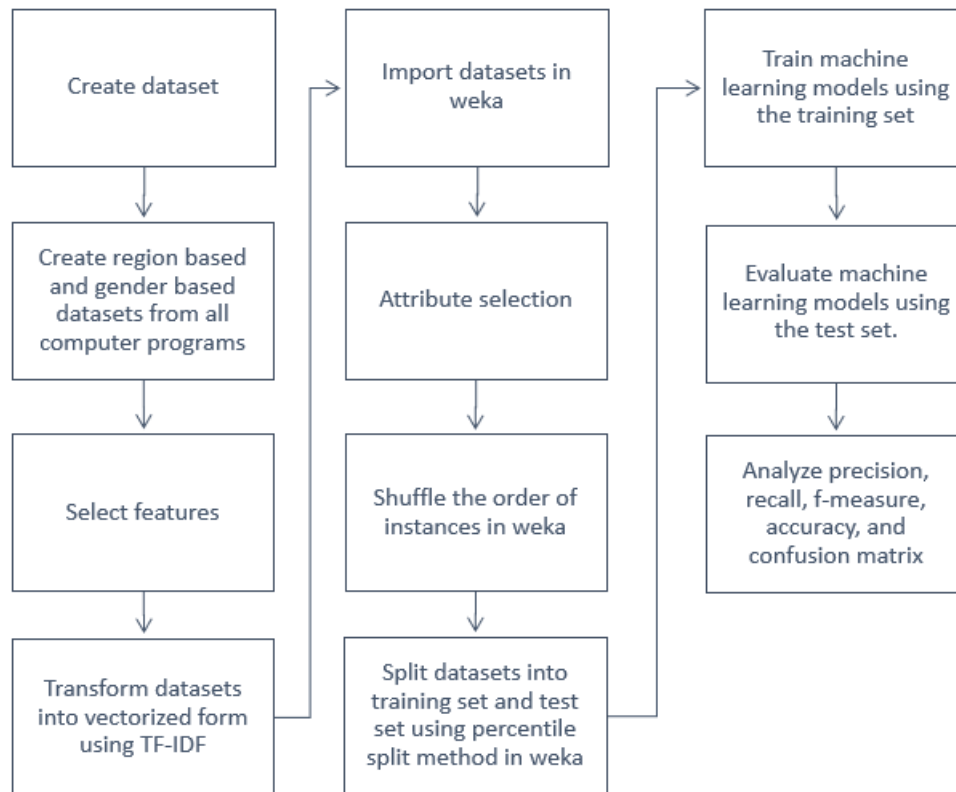 Create dataset
Create region based
and gender based
datasets from all
computer programs
Select features
Transform datasets
into vectorized form
using TF-IDF
Import datasets in
weka
Attribute selection
Shuffle the order of
instances in weka
Split datasets into
training set and test
set using percentile
split method in weka
Train machine
learning models using
the training set
Evaluate machine
learning models using
the test set.
Analyze precision,
recall, f-measure,
accuracy, and
confusion matrix